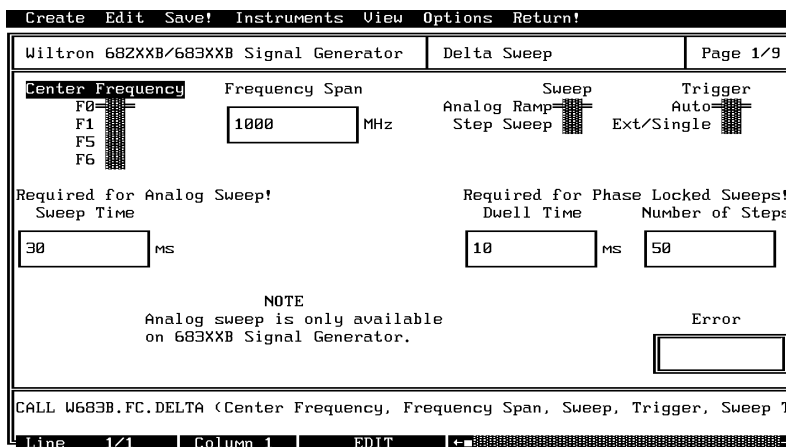 Create Edit Save! Instruments View Options Return!
Wiltron 682XXB/683XXB Signal Generator Delta Sweep Page 1/9
Center Frequency Frequency Span Sweep Trigger
F0 Analog Ramp Auto
F1 1000 MHz Step Sweep Ext/Single
F5
F6
Required for Analog Sweep! Required for Phase Locked Sweeps!
Sweep Time Dwell Time Number of Steps
30 ms 10 ms 50
NOTE
Analog sweep is only available Error
on 683XXB Signal Generator.
CALL W683B.FC.DELTA (Center Frequency, Frequency Span, Sweep, Trigger, Sweep T
Line 1/1 Column 1 EDIT